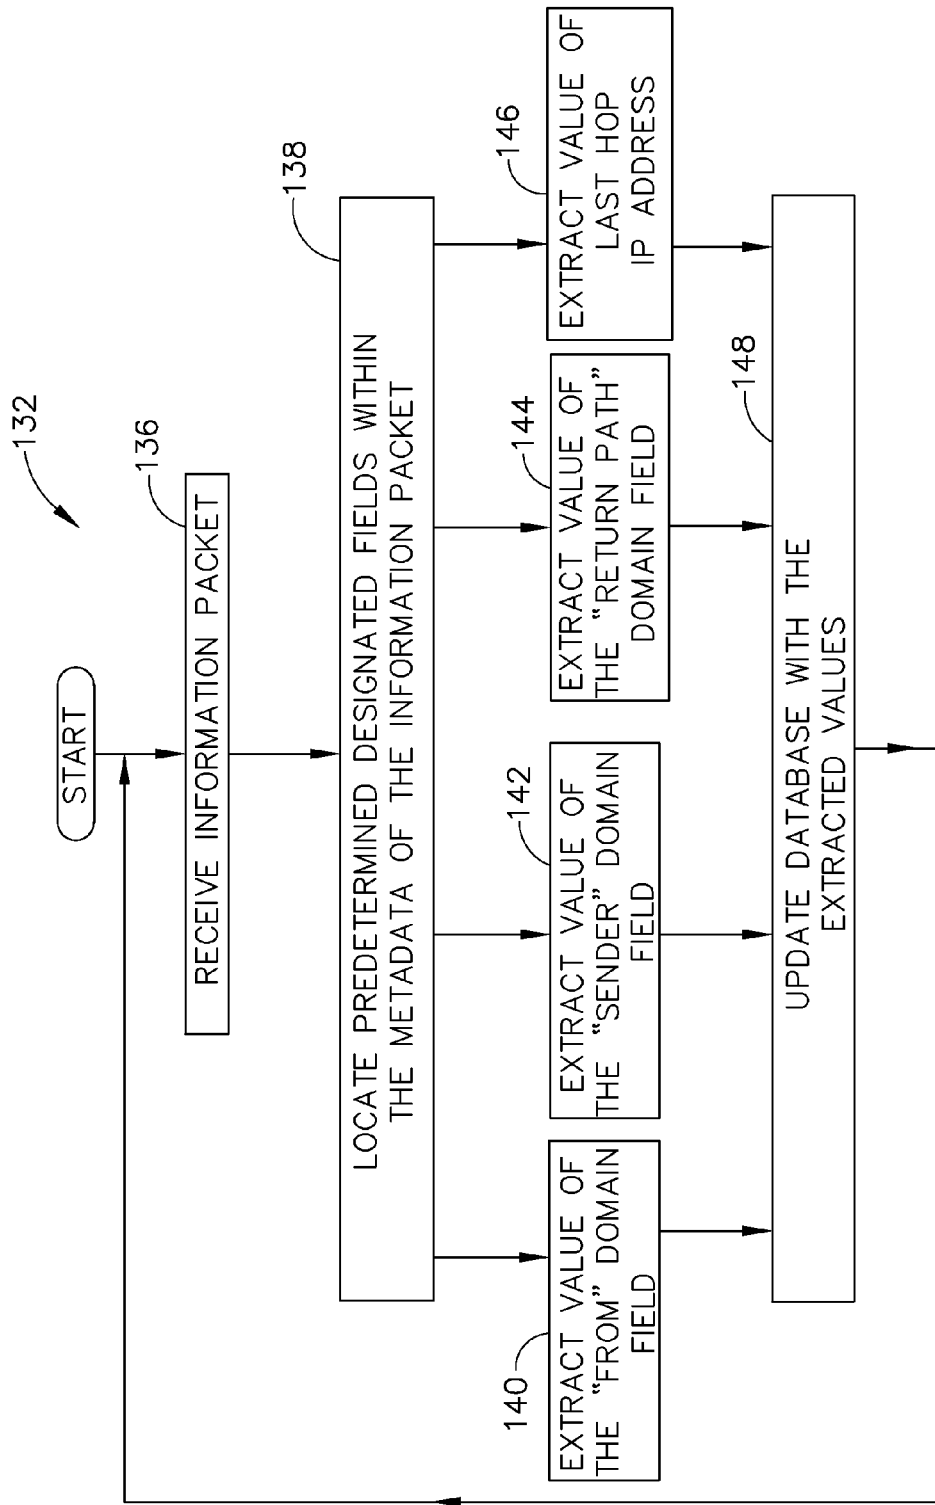 132
START
136
RECEIVE INFORMATION PACKET
138
LOCATE PREDETERMINED DESIGNATED FIELDS WITHIN
THE METADATA OF THE INFORMATION PACKET
140
EXTRACT VALUE OF
THE "FROM" DOMAIN
FIELD
142
EXTRACT VALUE OF
THE "SENDER" DOMAIN
FIELD
144
EXTRACT VALUE OF
THE "RETURN PATH"
DOMAIN FIELD
146
EXTRACT VALUE OF
LAST HOP
IP ADDRESS
148
UPDATE DATABASE WITH THE
EXTRACTED VALUES